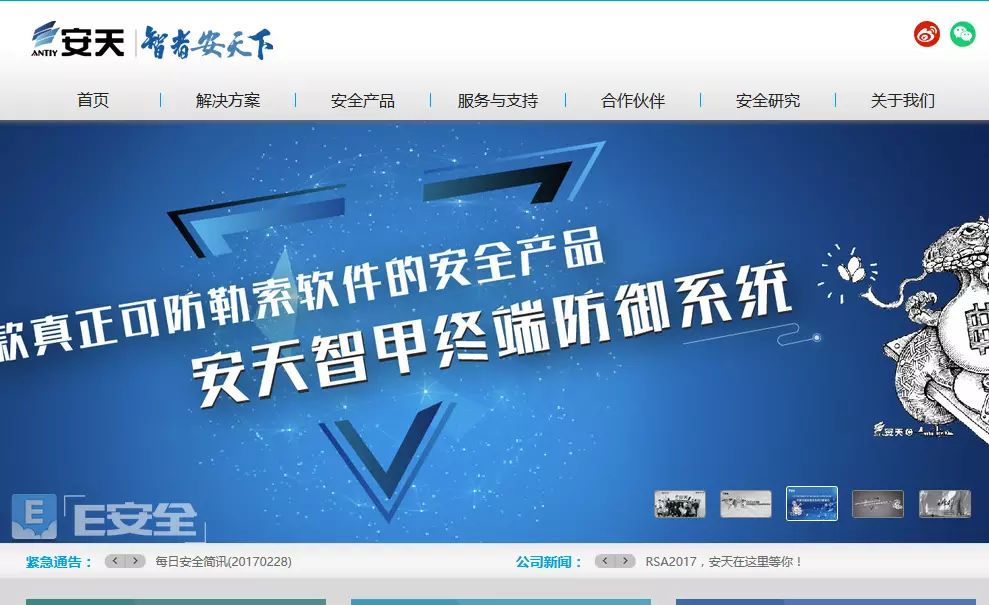 ANTIY 安天 智者安天下
首页 解决方案 安全产品 服务与支持 合作伙伴 安全研究 关于我们
款真正可防勒索软件的安全产品
安天智甲终端防御系统
安天
E安全
紧急通告： 每日安全简讯(20170228) 公司新闻： RSA2017，安天在这里等你！